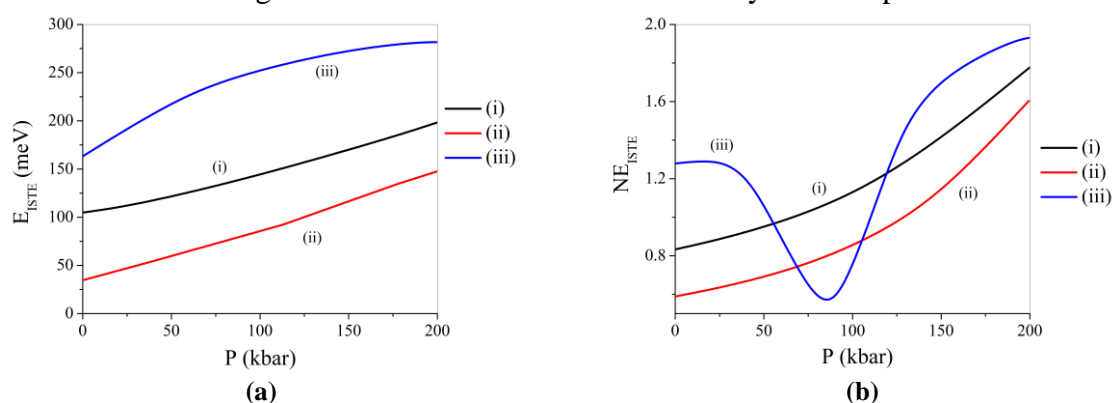 300
250
200
150
100
50
0
0
50
100
150
200
E_ISTE (meV)
P (kbar)
(iii)
(i)
(ii)
(i)
(ii)
(iii)
(a)
2.0
1.6
1.2
0.8
0
50
100
150
200
NE_ISTE
P (kbar)
(iii)
(i)
(ii)
(i)
(ii)
(iii)
(b)